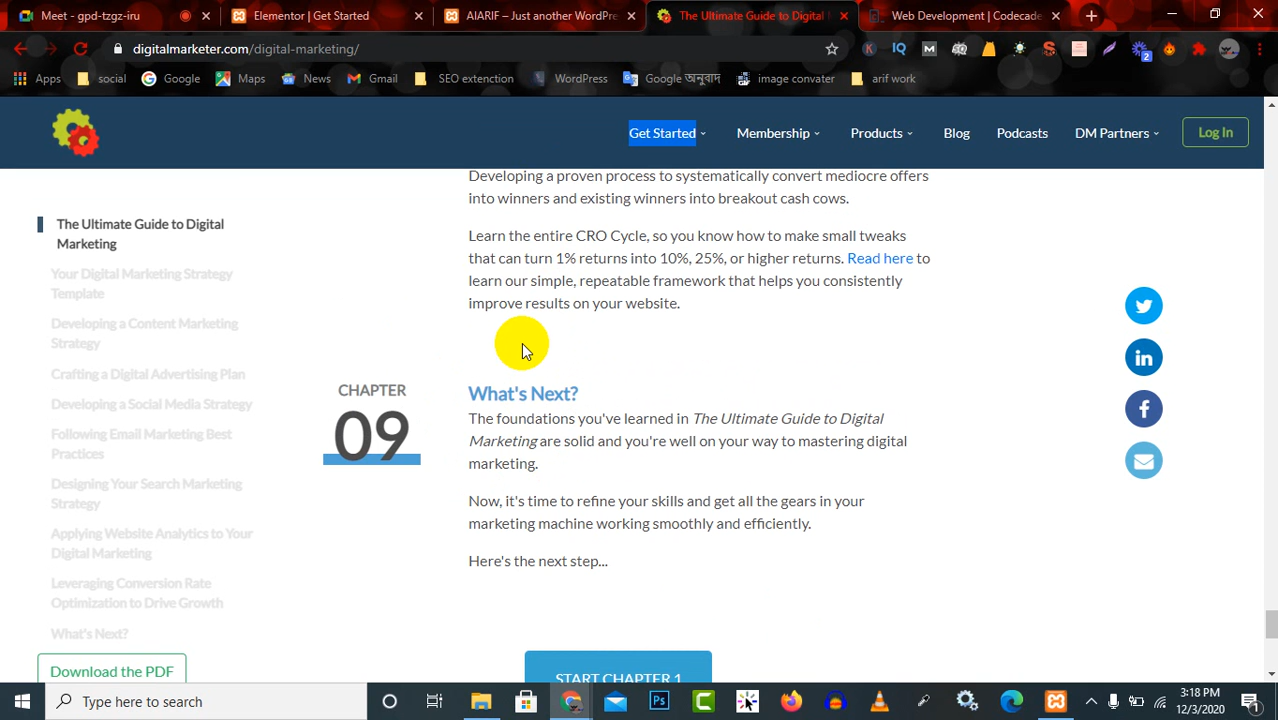 Meet - gpd-tzgz-iru
Elementor | Get Started
AIARIF – Just another WordPre
The Ultimate Guide to Digital
Web Development | Codecade
digitalmarketer.com/digital-marketing/
Apps
social
Google
Maps
News
Gmail
SEO extenction
WordPress
Google অনুবাদ
image convater
arif work
Get Started
Membership
Products
Blog
Podcasts
DM Partners
Log In
The Ultimate Guide to Digital
Marketing
Your Digital Marketing Strategy
Template
Developing a Content Marketing
Strategy
Crafting a Digital Advertising Plan
Developing a Social Media Strategy
Following Email Marketing Best
Practices
Designing Your Search Marketing
Strategy
Applying Website Analytics to Your
Digital Marketing
Leveraging Conversion Rate
Optimization to Drive Growth
What's Next?
Download the PDF
Developing a proven process to systematically convert mediocre offers
into winners and existing winners into breakout cash cows.
Learn the entire CRO Cycle, so you know how to make small tweaks
that can turn 1% returns into 10%, 25%, or higher returns. Read here to
learn our simple, repeatable framework that helps you consistently
improve results on your website.
CHAPTER
09
What's Next?
The foundations you've learned in The Ultimate Guide to Digital
Marketing are solid and you're well on your way to mastering digital
marketing.
Now, it's time to refine your skills and get all the gears in your
marketing machine working smoothly and efficiently.
Here's the next step...
START CHAPTER 1
Type here to search
3:18 PM
12/3/2020